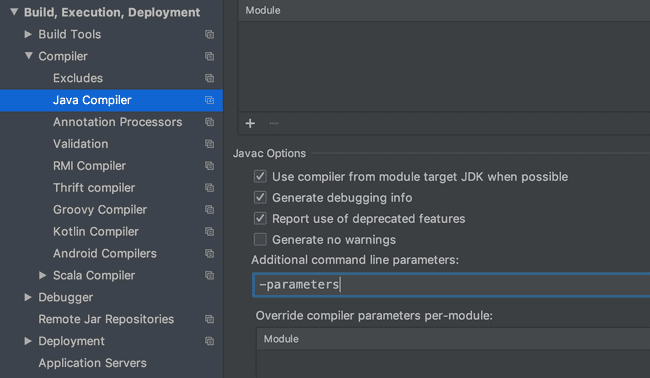 Build, Execution, Deployment
Build Tools
Compiler
Excludes
Java Compiler
Annotation Processors
Validation
RMI Compiler
Thrift compiler
Groovy Compiler
Kotlin Compiler
Android Compilers
Scala Compiler
Debugger
Remote Jar Repositories
Deployment
Application Servers
Module
Javac Options
Use compiler from module target JDK when possible
Generate debugging info
Report use of deprecated features
Generate no warnings
Additional command line parameters:
-parameters
Override compiler parameters per-module:
Module